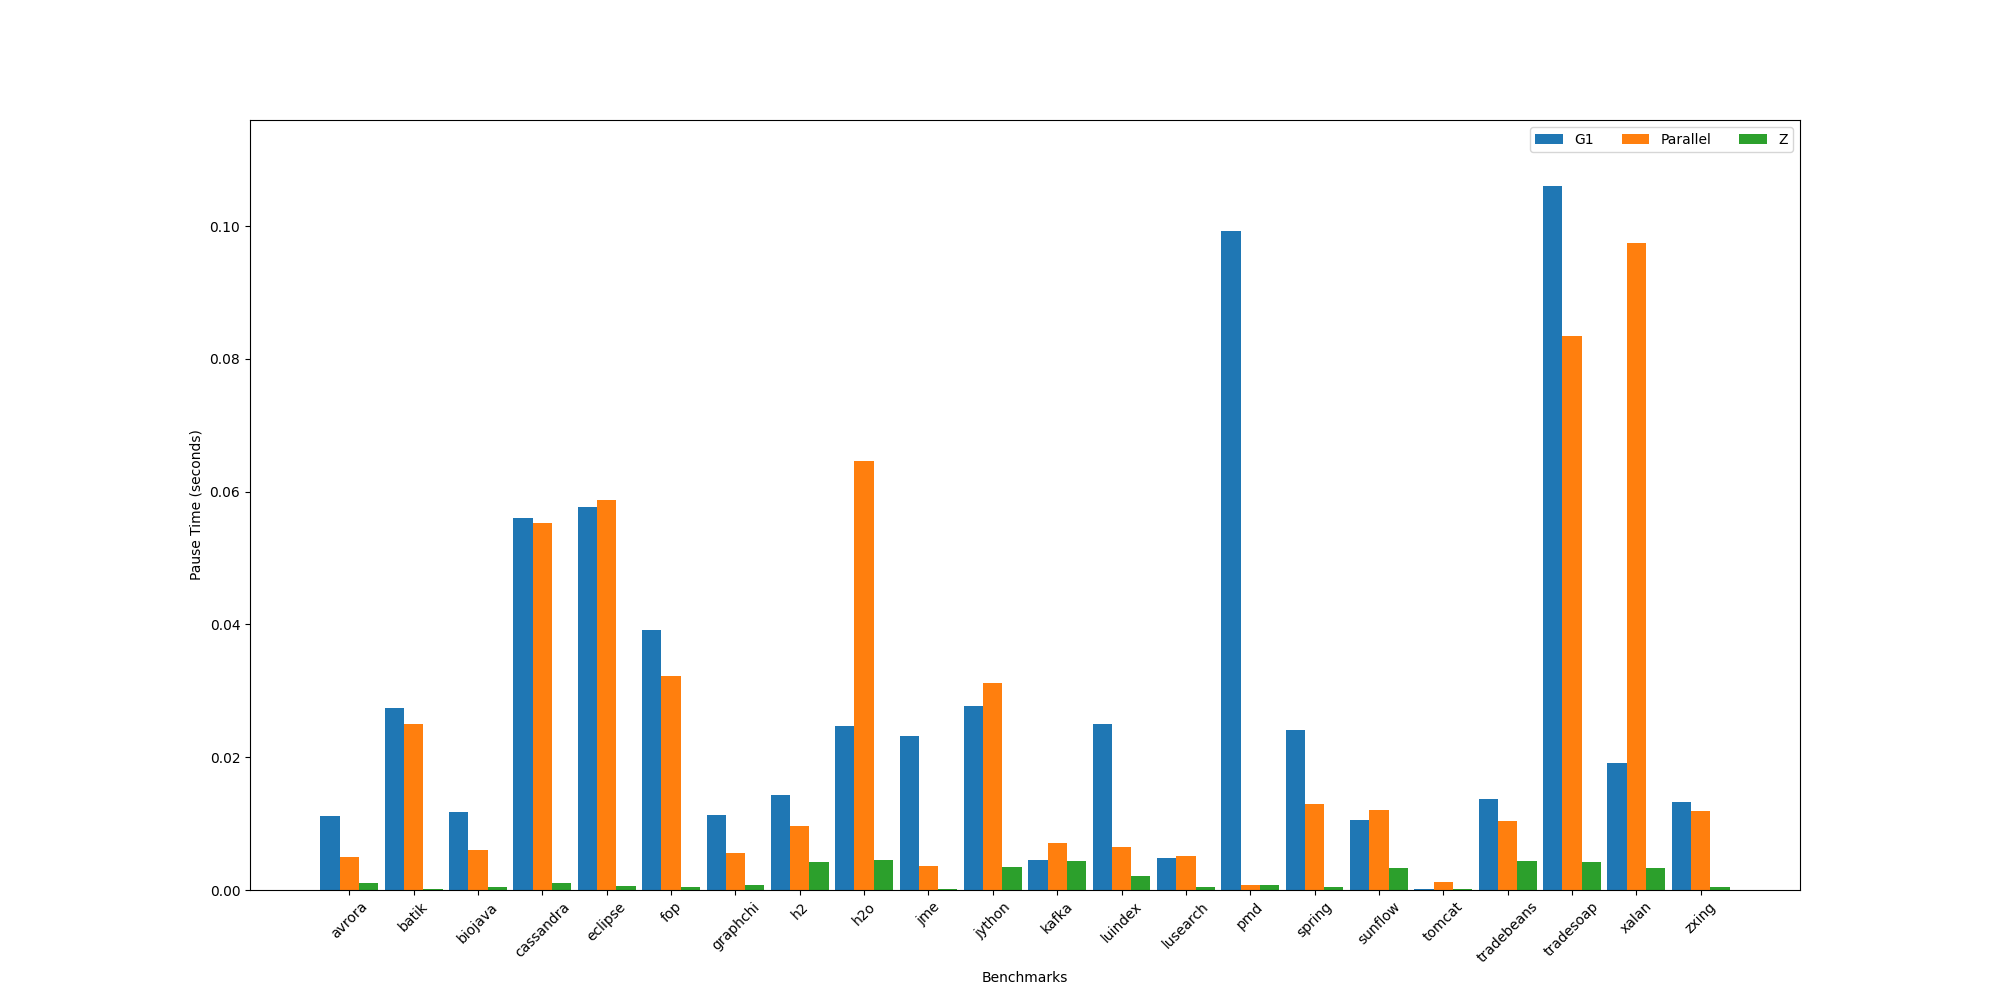 G1 Parallel Z
0.10
0.08
0.06
0.04
0.02
0.00
Pause Time (seconds)
avrora batik biojava cassandra eclipse fop graphchi h2 h2o jme jython kafka luindex lusearch pmd spring sunflow tomcat tradebeans tradesoap xalan zxing
Benchmarks